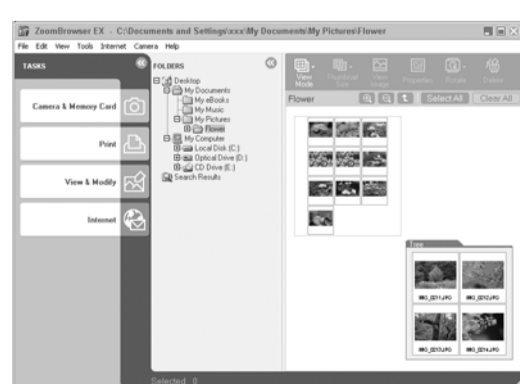 ZoomBrowser EX - C:\Documents and Settings\xxx\My Documents\My Pictures\Flower
File Edit View Tools Internet Camera Help
TASKS
Camera & Memory Card
Print
View & Modify
Internet
FOLDERS
Desktop
My Documents
My eBooks
My Music
My Pictures
Flower
My Computer
Local Disk (C:)
Optical Drive (D:)
CD Drive (E:)
Search Results
View Mode
Thumbnail Size
View Image
Properties
Rotate
Delete
Flower
Select All
Clear All
Tree
IMG_0211.JPG
IMG_0212.JPG
IMG_0213.JPG
IMG_0214.JPG
Selected 0